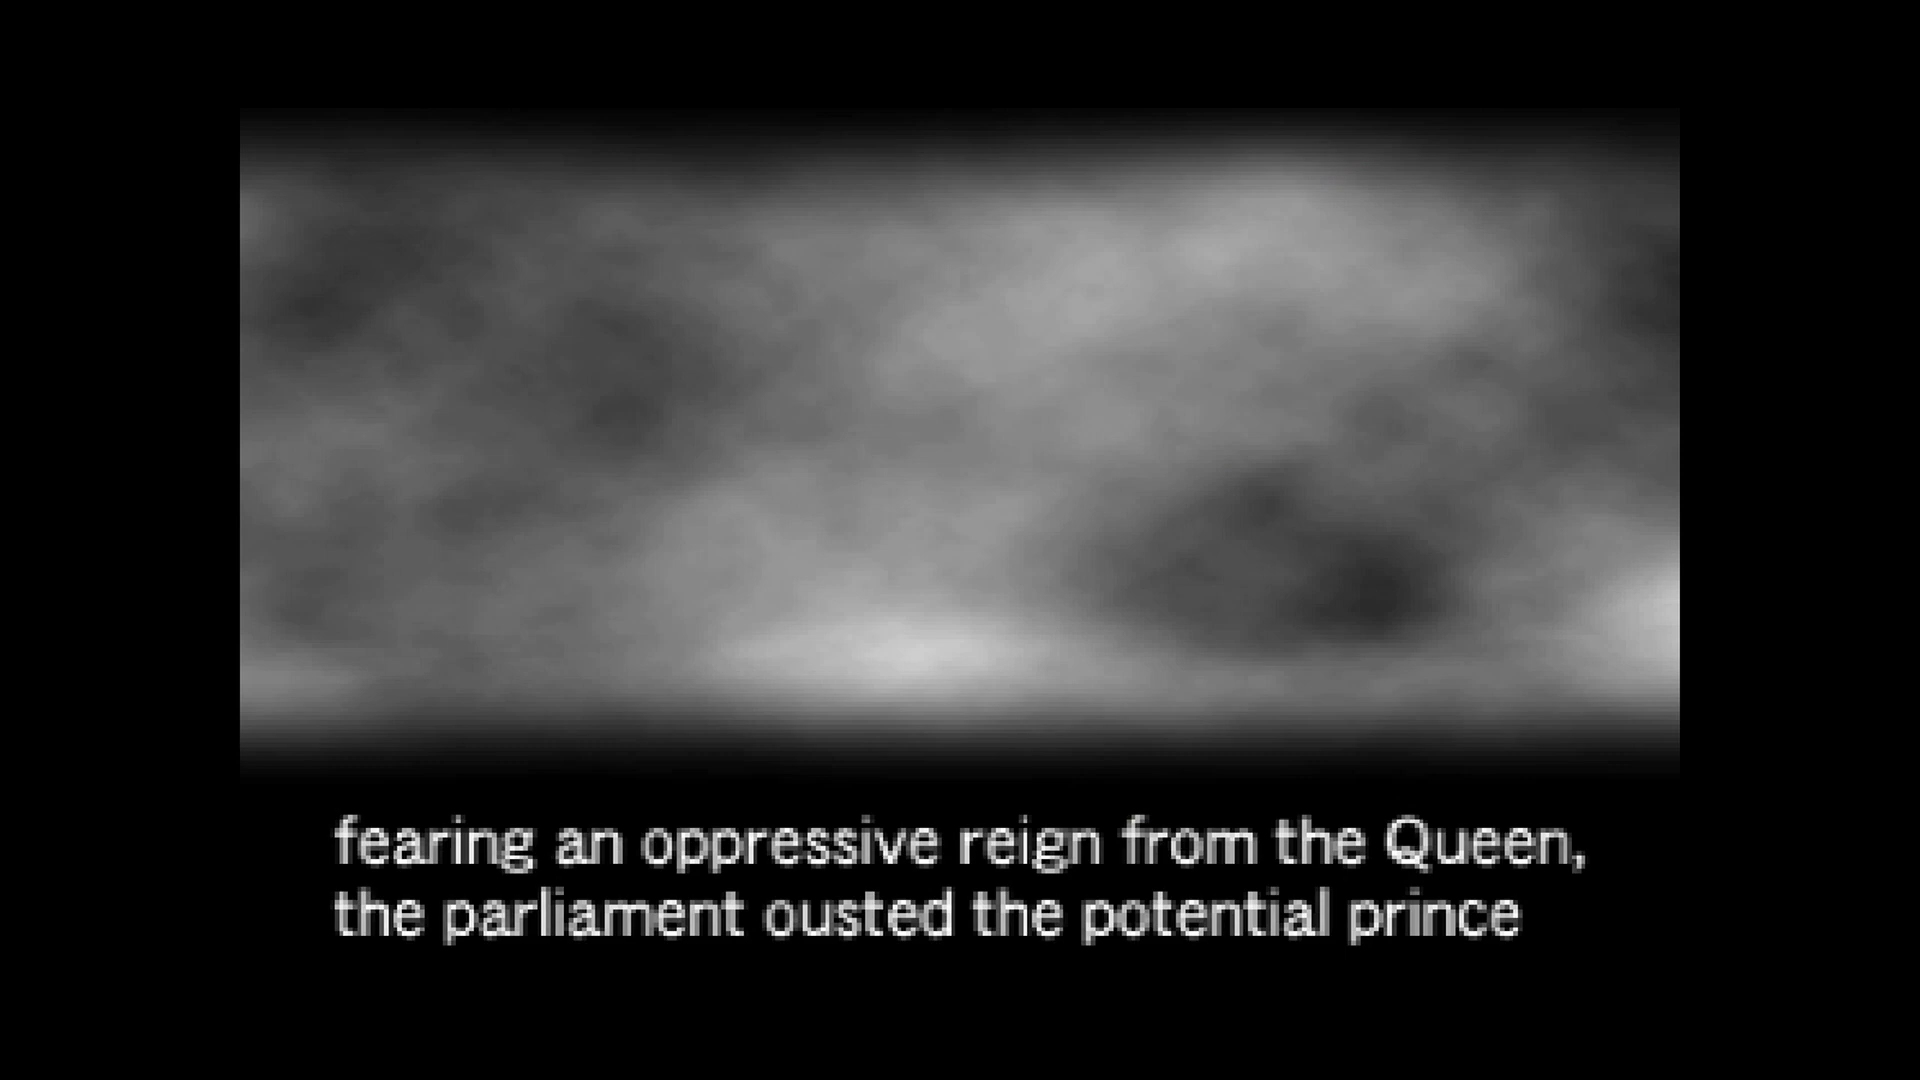 fearing an oppressive reign from the Queen,
the parliament ousted the potential prince